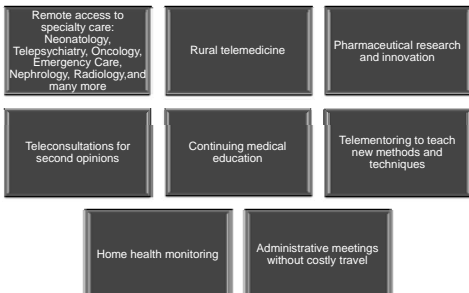 Remote access to
specialty care:
Neonatology,
Telepsychiatry, Oncology,
Emergency Care,
Nephrology, Radiology,and
many more
Rural telemedicine
Pharmaceutical research
and innovation
Teleconsultations for
second opinions
Continuing medical
education
Telementoring to teach
new methods and
techniques
Home health monitoring
Administrative meetings
without costly travel